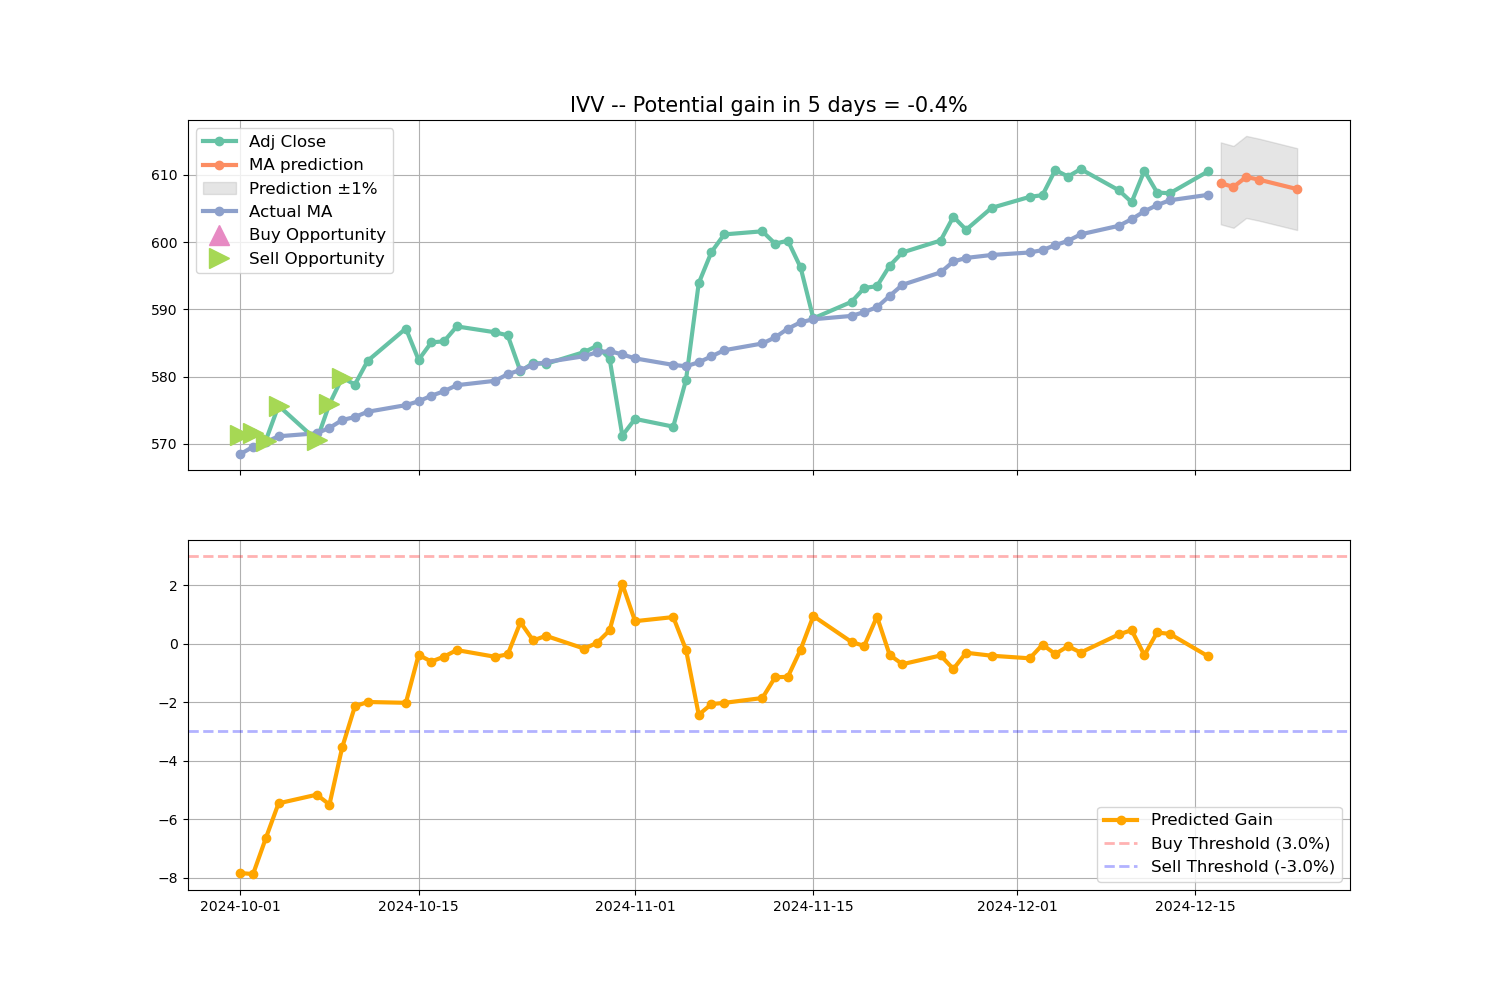 IVV -- Potential gain in 5 days = -0.4%
Adj Close
MA prediction
Prediction ±1%
Actual MA
Buy Opportunity
Sell Opportunity
610
600
590
580
570
2
0
−2
−4
−6
−8
Predicted Gain
Buy Threshold (3.0%)
Sell Threshold (-3.0%)
2024-10-01
2024-10-15
2024-11-01
2024-11-15
2024-12-01
2024-12-15